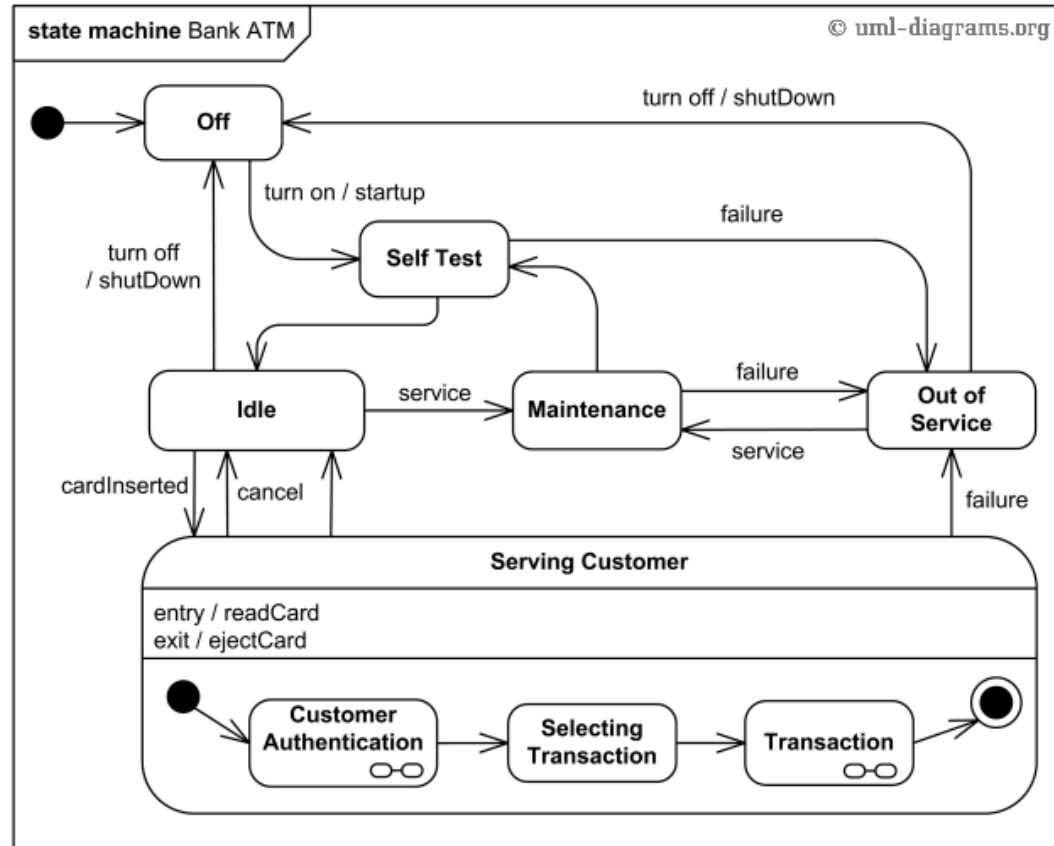 state machine Bank ATM
© uml-diagrams.org
turn off / shutDown
Off
turn on / startup
failure
turn off
/ shutDown
Self Test
Idle
service
Maintenance
failure
service
Out of
Service
cardInserted
cancel
failure
Serving Customer
entry / readCard
exit / ejectCard
Customer
Authentication
Selecting
Transaction
Transaction